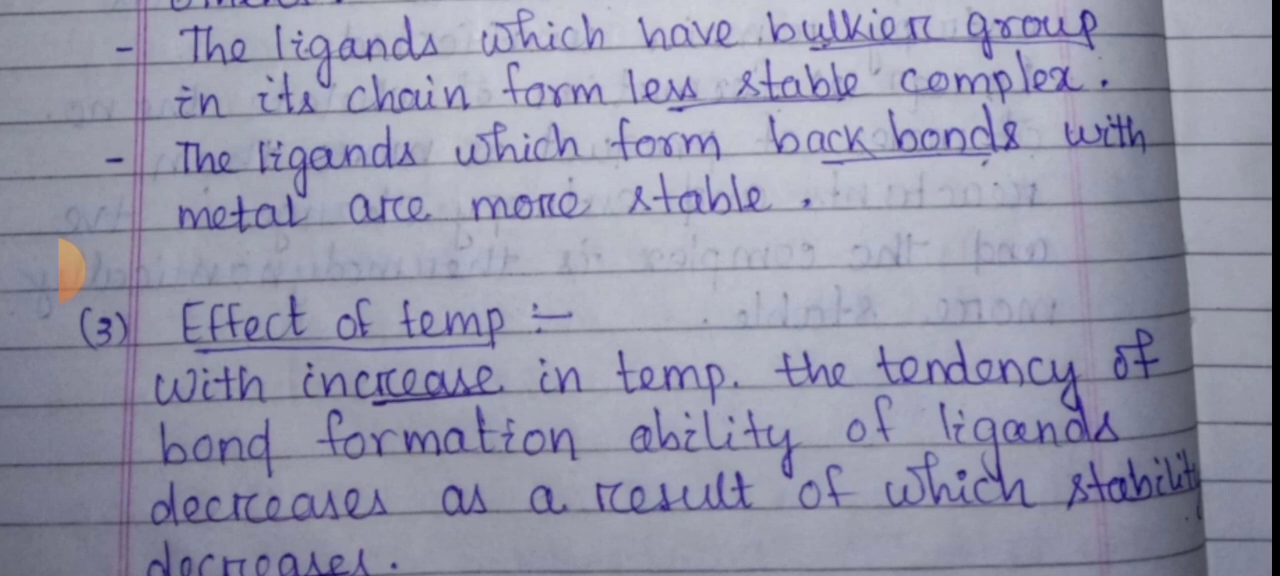 - The ligands which have bulkier group
in its chain form less stable complex.
- The ligands which form back bonds with
metal are more stable.
(3) Effect of temp :-
With increase in temp. the tendency of
bond formation ability of ligands
decreases as a result of which stability
decreases.